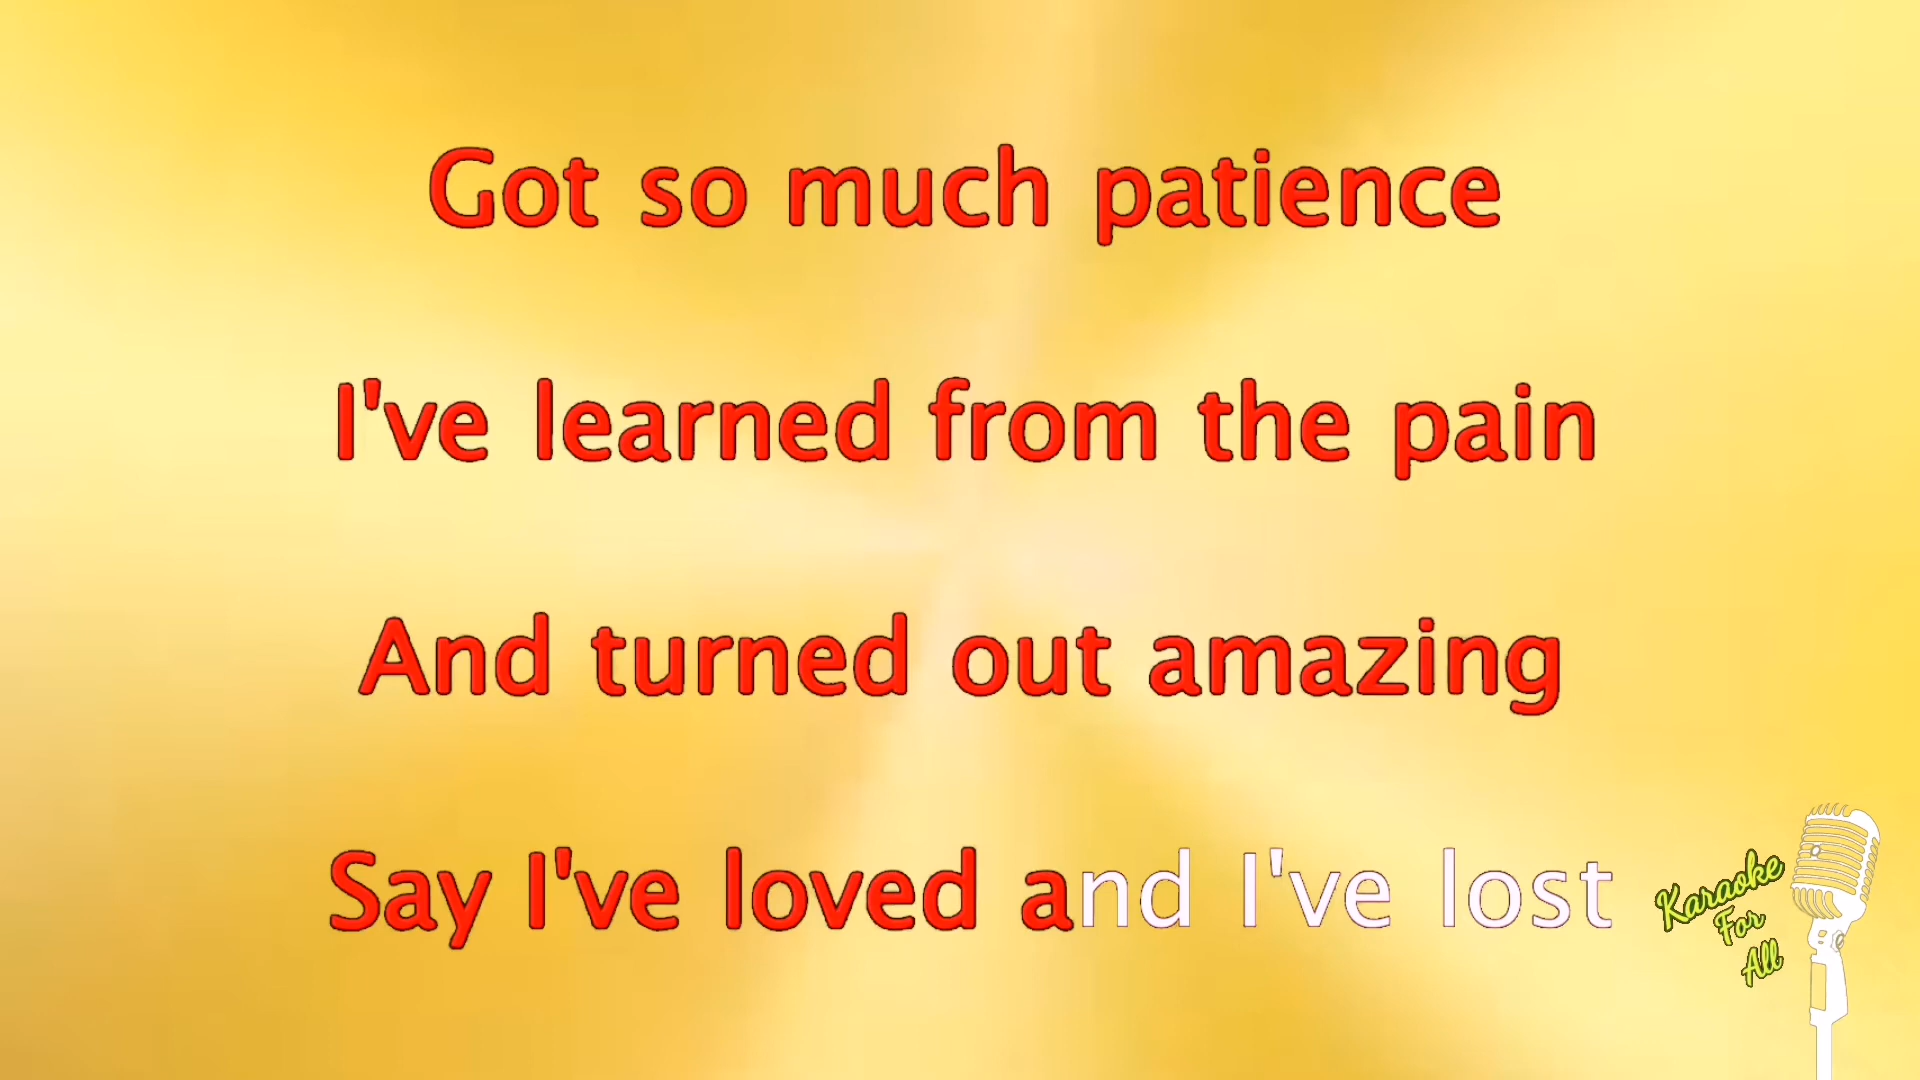 Got so much patience
I've learned from the pain
And turned out amazing
Say I've loved and I've lost
Karaoke
For
All